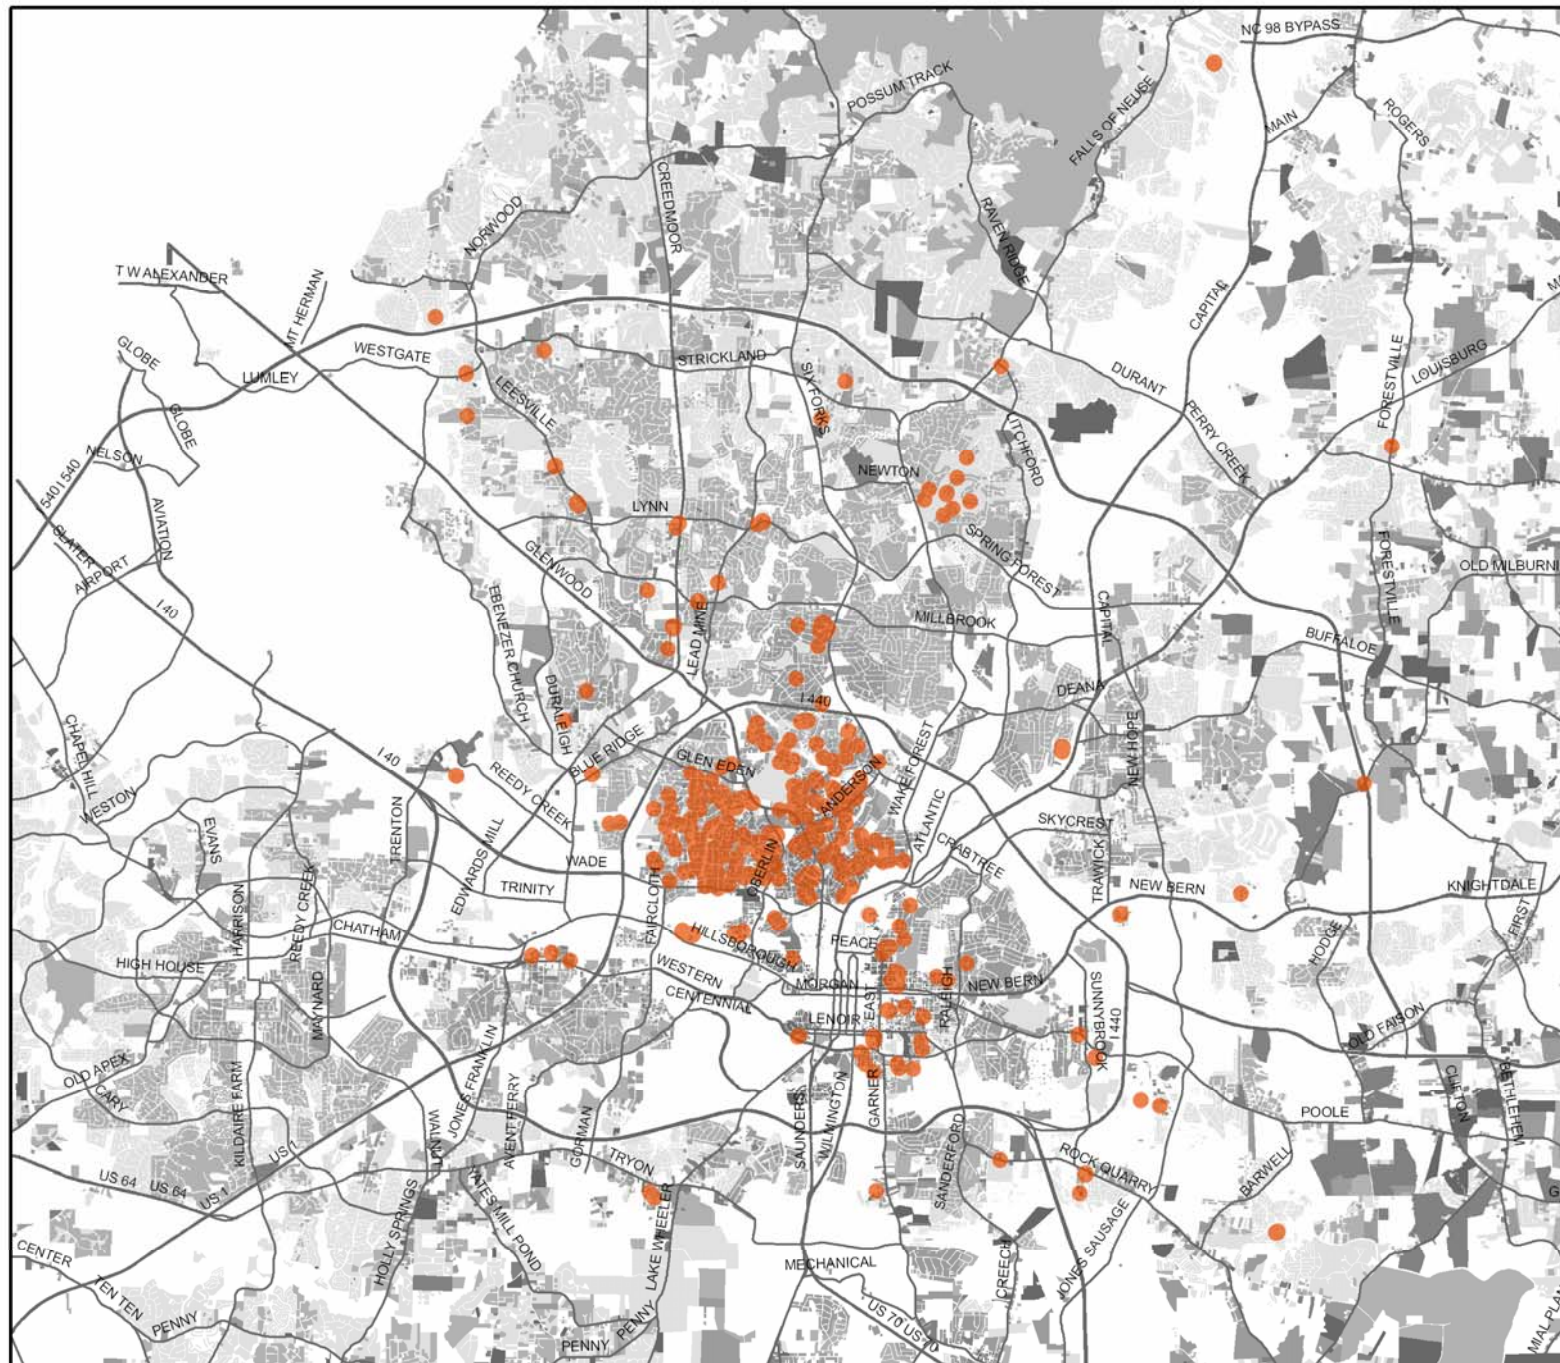 NC 98 BYPASS
POSSUM TRACK
FALLS OF NEUSE
MAIN
ROGERS
CREEDMOOR
NORWOOD
RAVEN RIDGE
T W ALEXANDER
MT HERMAN
CAPITAL
GLOBE
WESTGATE
STRICKLAND
LUMLEY
SIX FORKS
DURANT
LOUISBURG
FORESTVILLE
LEESVILLE
GLOBE
PERRY CREEK
LITCHFORD
NELSON
I 540 I 540
NEWTON
AVIATION
LYNN
SLATER
SPRING FOREST
FORESTVILLE
AIRPORT
GLENWOOD
OLD MILBURNI
I 40
EBENEZER CHURCH
CAPITAL
LEAD MINE
MILLBROOK
BUFFALOE
DURALEIGH
DEANA
I 440
CHAPEL HILL
NEW HOPE
BLUE RIDGE
I 40
GLEN EDEN
WAKE FOREST
REEDY CREEK
ANDERSON
WESTON
EVANS
TRENTON
ATLANTIC
SKYCREST
EDWARDS MILL
WADE
OBERLIN
CRABTREE
TRAWICK
TRINITY
NEW BERN
KNIGHTDALE
HARRISON
REEDY CREEK
FAIRCLOTH
FIRST
CHATHAM
HILLSBOROUGH
PEACE
HODGE
HIGH HOUSE
WESTERN
MORGAN
NEW BERN
SUNNYBROOK
MAYNARD
CENTENNIAL
EAST
RALEIGH
LENOIR
I 440
OLD FAISON
OLD APEX
CARY
KILDAIRE FARM
JONES FRANKLIN
AVENT FERRY
GORMAN
SAUNDERS
WILMINGTON
GARNER
POOLE
CLIFTON
BETHLEHEM
US 1
WALNUT
TRYON
SANDERFORD
ROCK QUARRY
BARWELL
US 64
US 64
US 1
YATES MILL POND
LAKE WHEELER
HOLLY SPRINGS
JONES SAUSAGE
CREECH
CENTER
MECHANICAL
TEN TEN
PENNY
PENNY
PENNY
US 70 US 70
MIAL PLAN